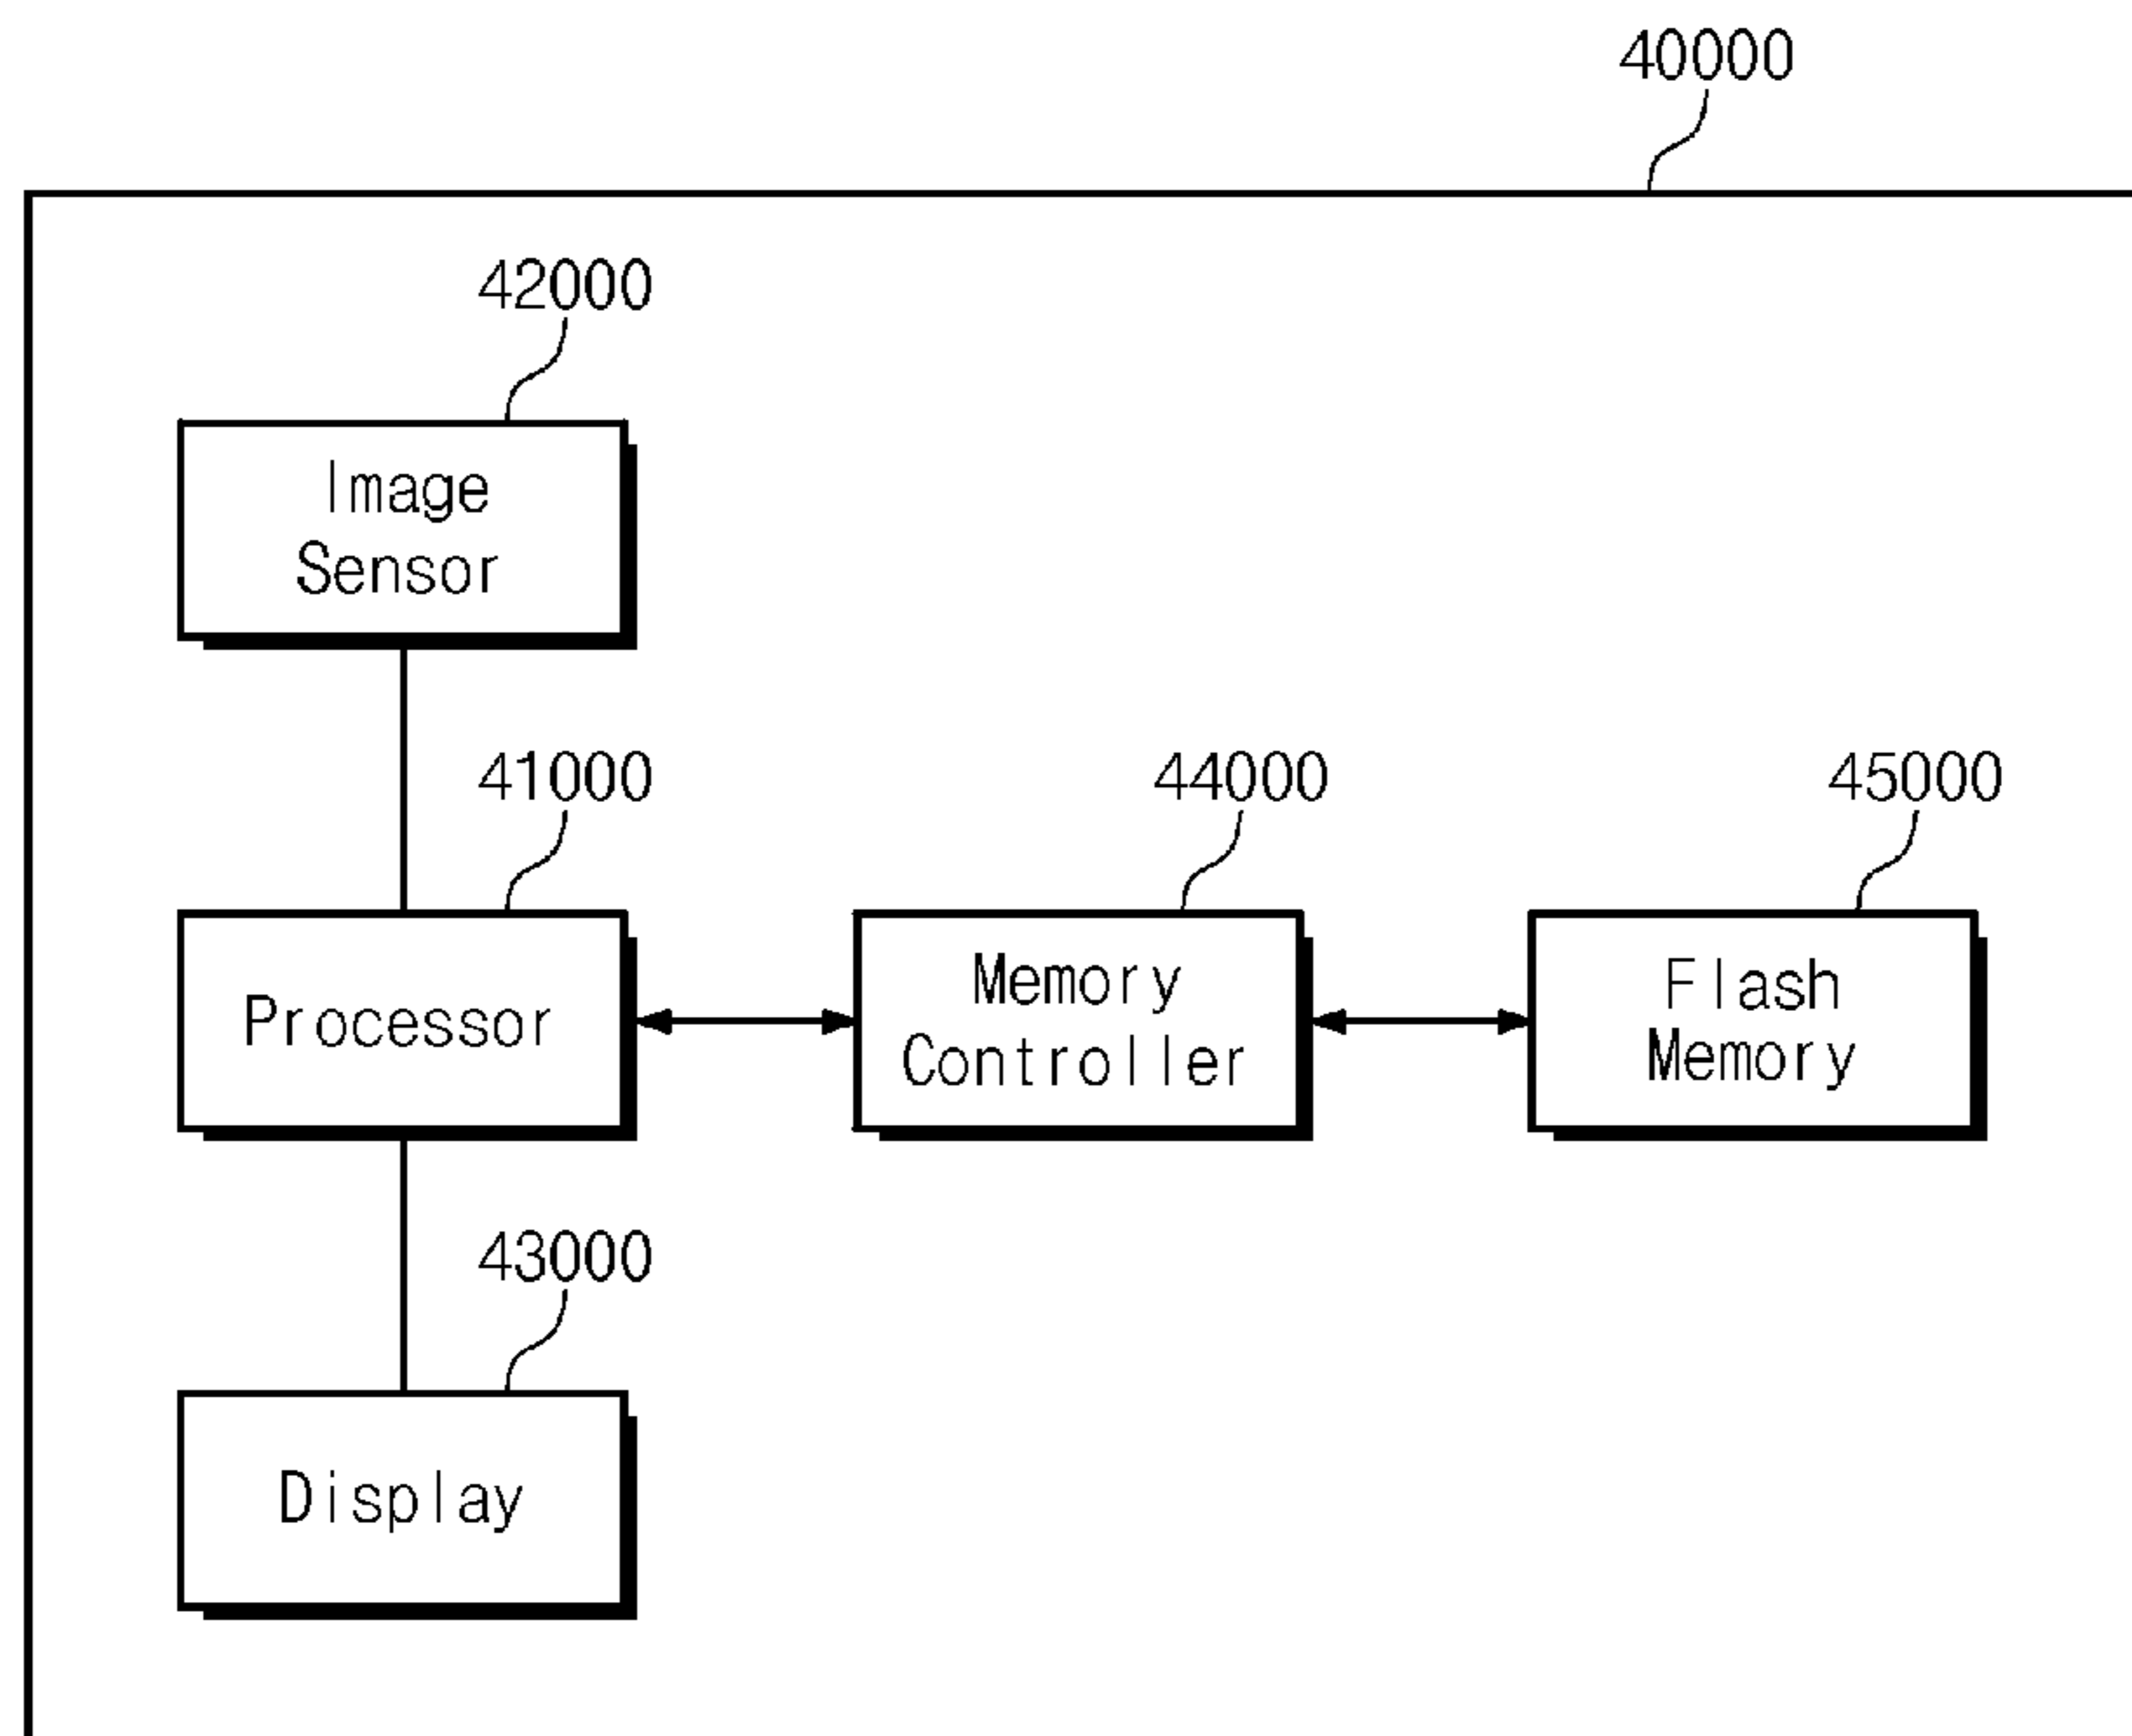 40000
42000
Image
Sensor
41000
44000
45000
Processor
Memory
Controller
Flash
Memory
43000
Display